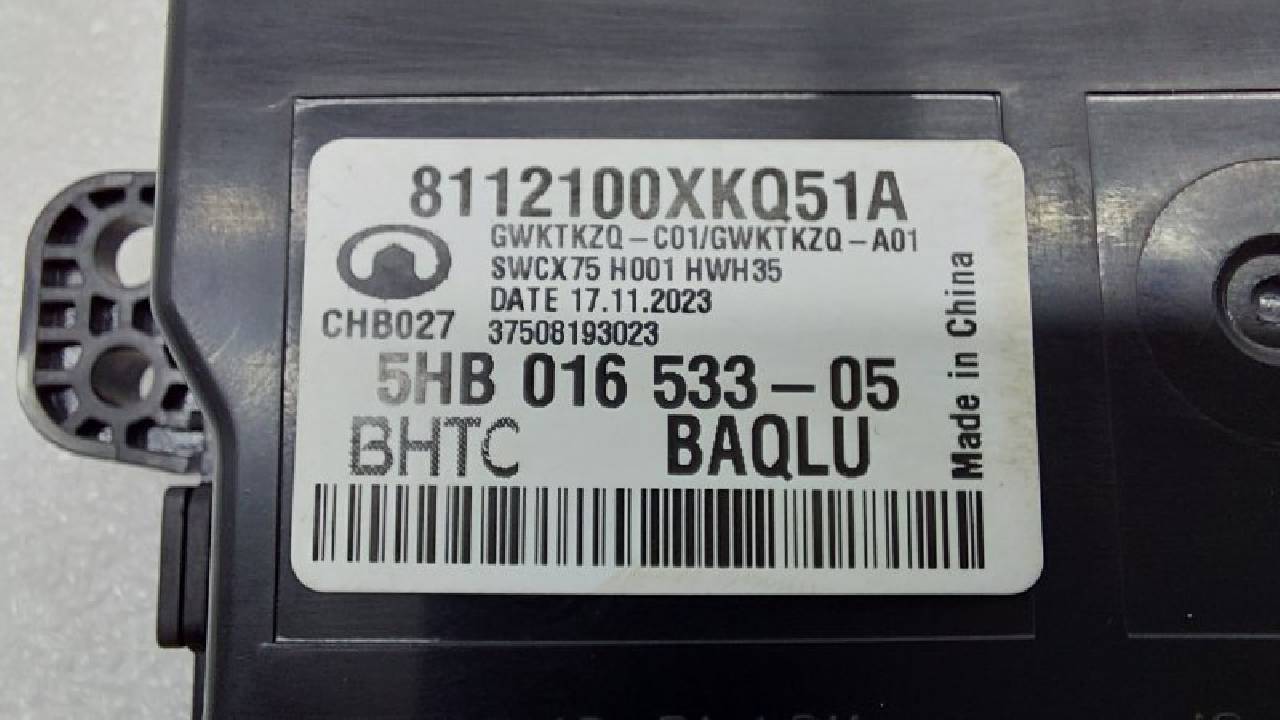 8112100XKQ51A
GWKTKZQ-C01/GWKTKZQ-A01
SWCX75 H001 HWH35
DATE 17.11.2023
CHB027 37508193023
5HB 016 533-05
BHTC BAQLU
Made in China